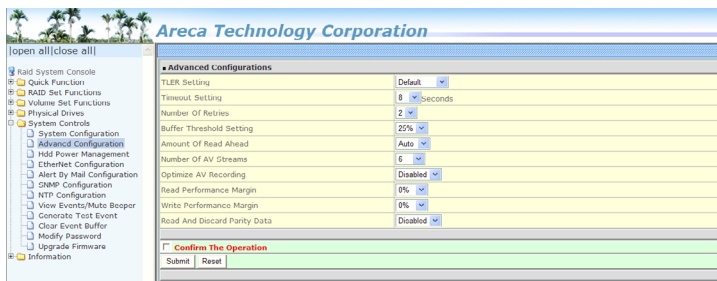 Areca Technology Corporation
|open all|close all|
Raid System Console
Quick Function
RAID Set Functions
Volume Set Functions
Physical Drives
System Controls
System Configuration
Advancd Configuration
Hdd Power Management
EtherNet Configuration
Alert By Mail Configuration
SNMP Configuration
NTP Configuration
View Events/Mute Beeper
Generate Test Event
Clear Event Buffer
Modify Password
Upgrade Firmware
Information
Advanced Configurations
TLER Setting Default
Timeout Setting 8 Seconds
Number Of Retries 2
Buffer Threshold Setting 25%
Amount Of Read Ahead Auto
Number Of AV Streams 6
Optimize AV Recording Disabled
Read Performance Margin 0%
Write Performance Margin 0%
Read And Discard Parity Data Disabled
Confirm The Operation
Submit Reset